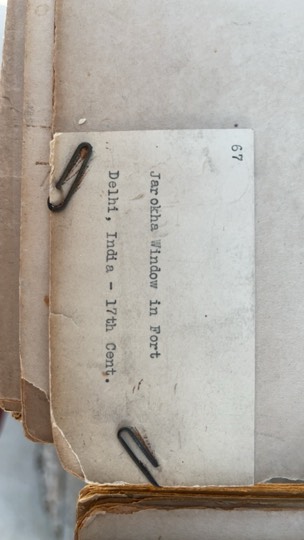 67
Jarokha Window in Fort
Delhi, India - 17th Cent.